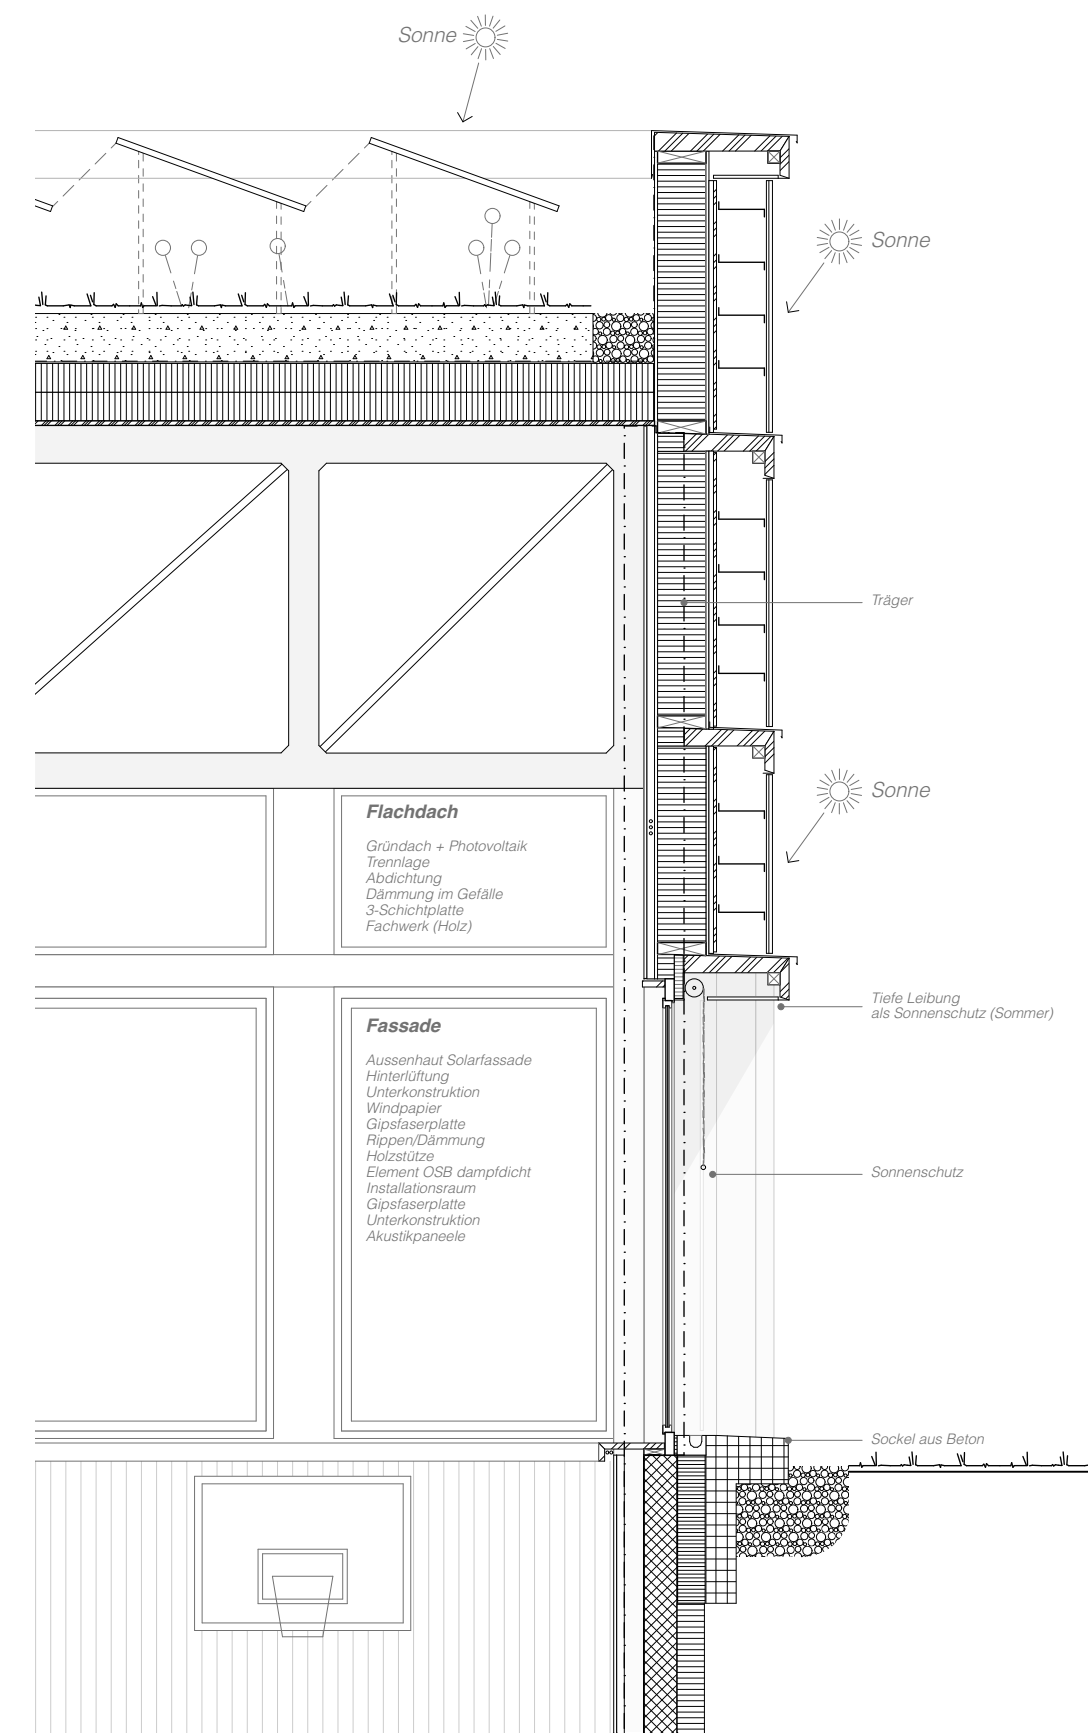 Sonne
Sonne
Träger
Sonne
Flachdach
Gründach + Photovoltaik
Trennlage
Abdichtung
Dämmung im Gefälle
3-Schichtplatte
Fachwerk (Holz)
Tiefe Leibung
als Sonnenschutz (Sommer)
Fassade
Aussenhaut Solarfassade
Hinterlüftung
Unterkonstruktion
Windpapier
Gipsfaserplatte
Rippen/Dämmung
Holzstütze
Element OSB dampfdicht
Installationsraum
Gipsfaserplatte
Unterkonstruktion
Akustikpaneele
Sonnenschutz
Sockel aus Beton